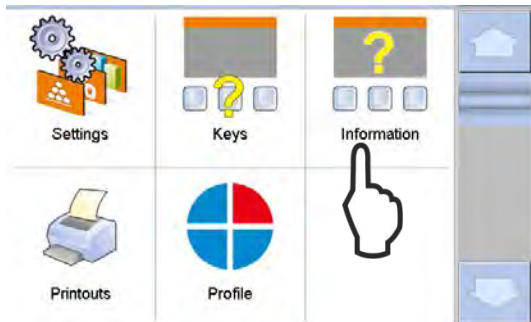 Settings
Keys
Information
Printouts
Profile